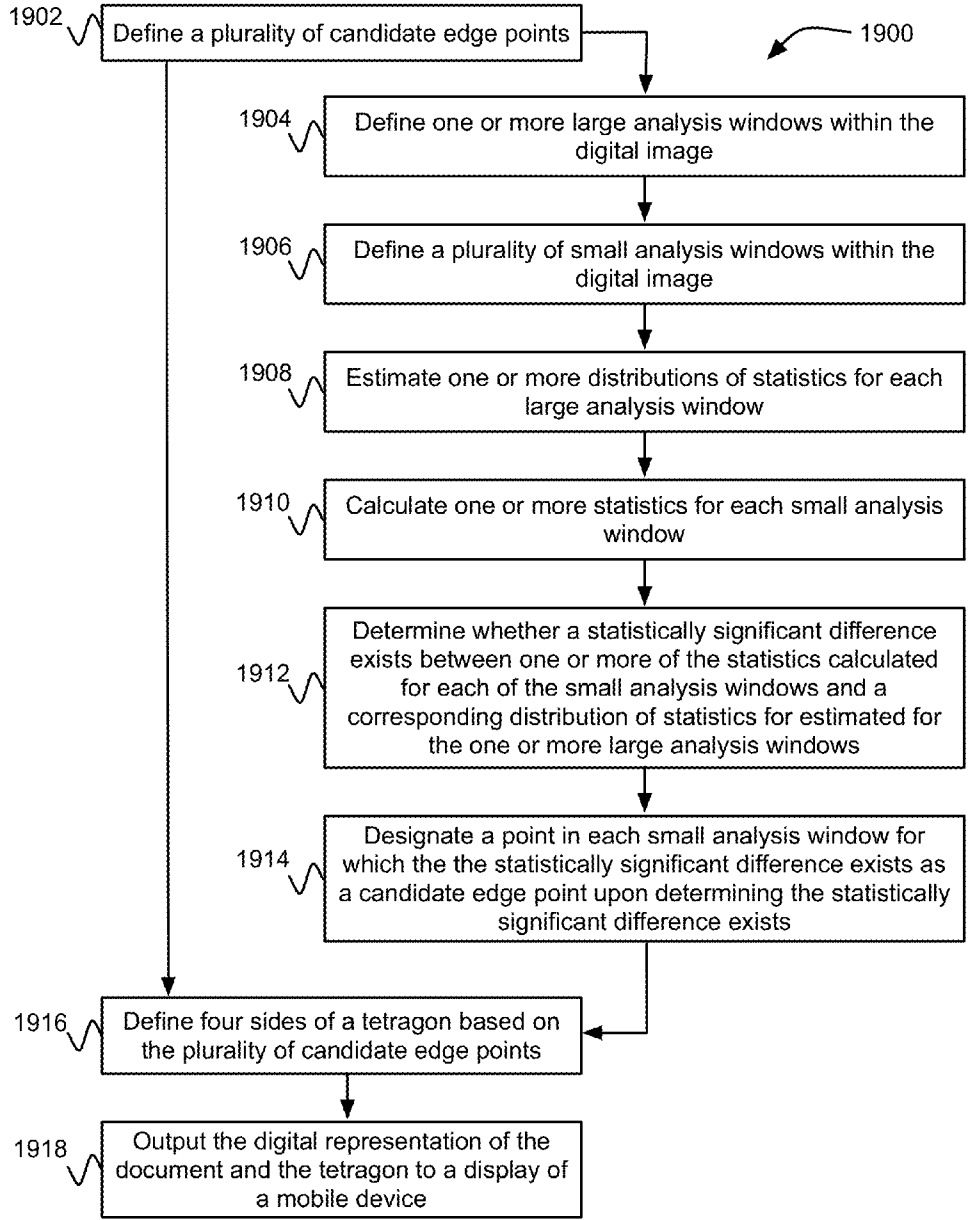 1902
Define a plurality of candidate edge points
1900
1904
Define one or more large analysis windows within the
digital image
1906
Define a plurality of small analysis windows within the
digital image
1908
Estimate one or more distributions of statistics for each
large analysis window
1910
Calculate one or more statistics for each small analysis
window
1912
Determine whether a statistically significant difference
exists between one or more of the statistics calculated
for each of the small analysis windows and a
corresponding distribution of statistics for estimated for
the one or more large analysis windows
1914
Designate a point in each small analysis window for
which the the statistically significant difference exists as
a candidate edge point upon determining the statistically
significant difference exists
1916
Define four sides of a tetragon based on
the plurality of candidate edge points
1918
Output the digital representation of the
document and the tetragon to a display of
a mobile device